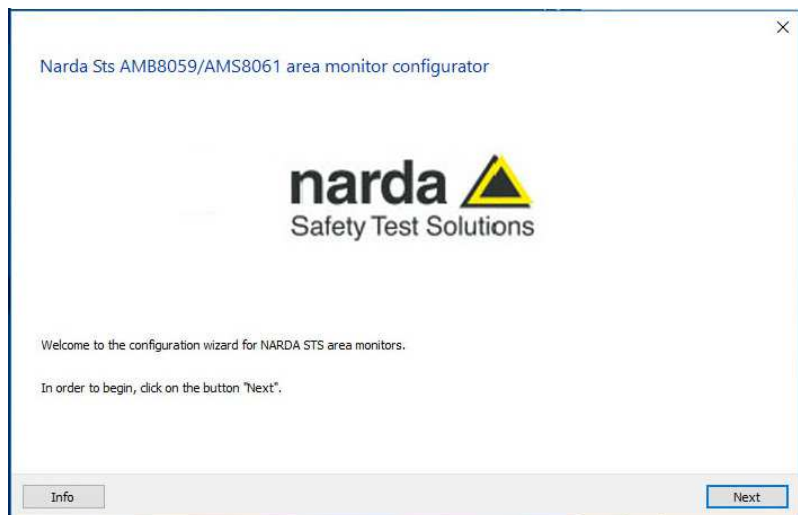 Narda Sts AMB8059/AMS8061 area monitor configurator
narda
Safety Test Solutions
Welcome to the configuration wizard for NARDA STS area monitors.
In order to begin, click on the button "Next".
Info
Next